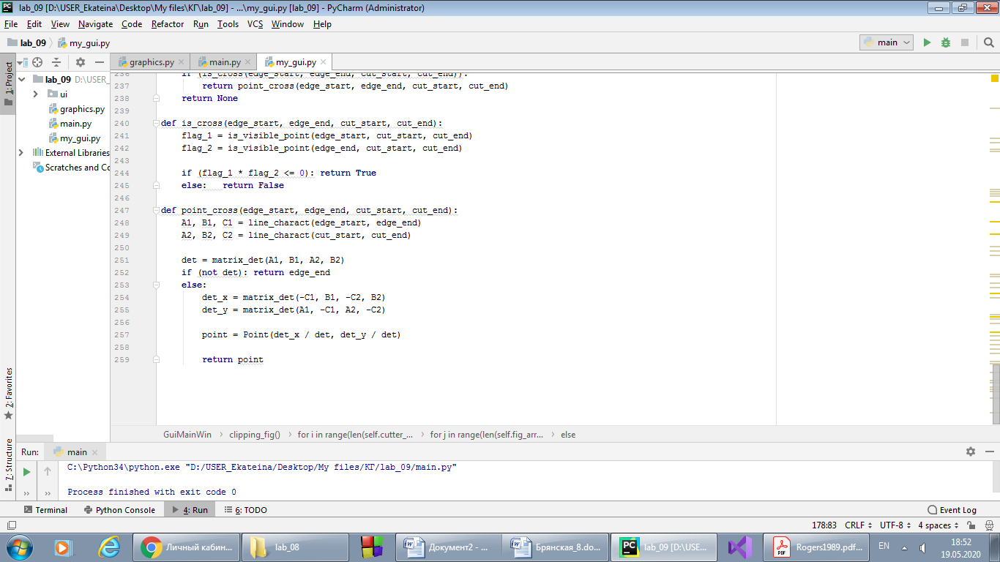 lab_09 [D:\USER_Ekateina\Desktop\My files\КГ\lab_09] - ...\my_gui.py [lab_09] - PyCharm (Administrator)
File Edit View Navigate Code Refactor Run Tools VCS Window Help
lab_09 my_gui.py main
1: Project
graphics.py main.py my_gui.py
lab_09 D:\USER_
ui
graphics.py
main.py
my_gui.py
External Libraries
Scratches and Co
236 if (is_cross(edge_start, edge_end, cut_start, cut_end)):
237 return point_cross(edge_start, edge_end, cut_start, cut_end)
238 return None
239
240 def is_cross(edge_start, edge_end, cut_start, cut_end):
241 flag_1 = is_visible_point(edge_start, cut_start, cut_end)
242 flag_2 = is_visible_point(edge_end, cut_start, cut_end)
243
244 if (flag_1 * flag_2 <= 0): return True
245 else:   return False
246
247 def point_cross(edge_start, edge_end, cut_start, cut_end):
248 A1, B1, C1 = line_charact(edge_start, edge_end)
249 A2, B2, C2 = line_charact(cut_start, cut_end)
250
251 det = matrix_det(A1, B1, A2, B2)
252 if (not det): return edge_end
253 else:
254 det_x = matrix_det(-C1, B1, -C2, B2)
255 det_y = matrix_det(A1, -C1, A2, -C2)
256
257 point = Point(det_x / det, det_y / det)
258
259 return point
2: Favorites
7: Structure
GuiMainWin clipping_fig() for i in range(len(self.cutter_... for j in range(len(self.fig_arr... else
Run: main
C:\Python34\python.exe "D:/USER_Ekateina/Desktop/My files/КГ/lab_09/main.py"
Process finished with exit code 0
Terminal Python Console 4: Run 6: TODO Event Log
178:83 CRLF UTF-8 4 spaces
Личный кабин... lab_08 Документ2 - ... Брянская_8.do... lab_09 [D:\USE... Rogers1989.pdf... EN 18:52
19.05.2020